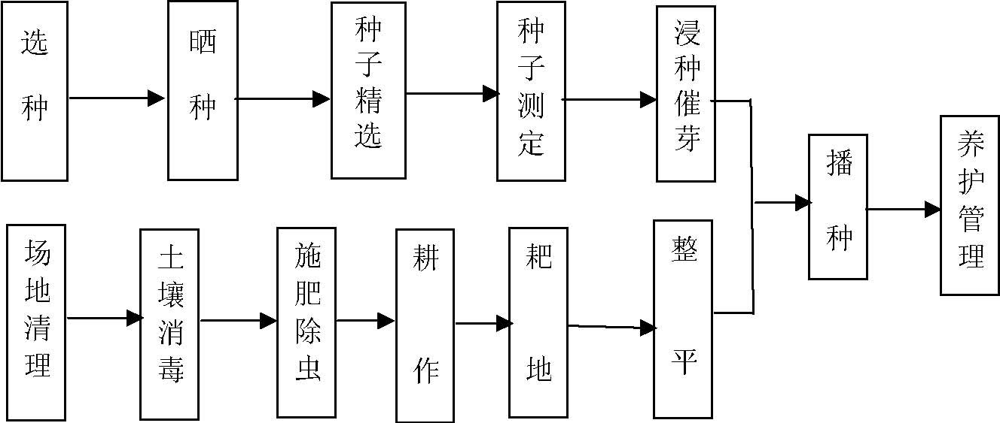 选种
晒种
种子精选
种子测定
浸种催芽
播种
养护管理
场地清理
土壤消毒
施肥除虫
耕作
耙地
整平